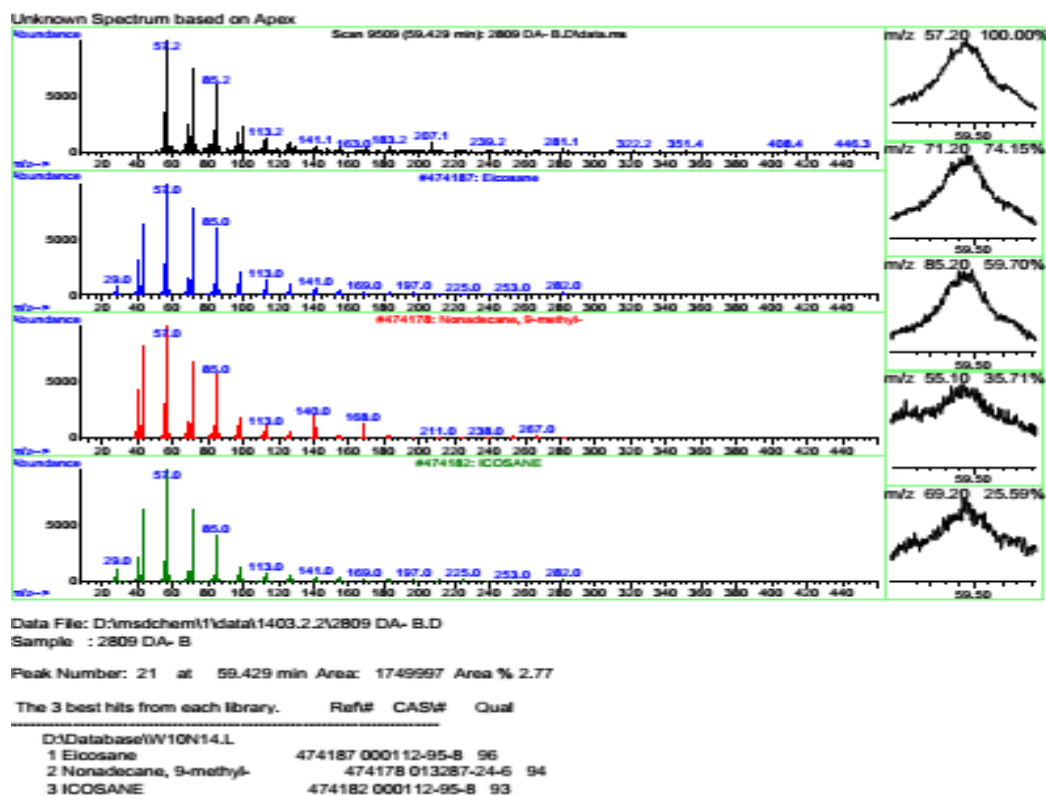 Unknown Spectrum based on Apex
Abundance
Scan 9509 (59.429 min): 2809 DA- B.D\data.ms
57.2
85.2
5000
113.2 141.1 163.0 183.2 207.1 239.2 281.1 322.2 351.4 408.4 446.3
0
m/z--> 20 40 60 80 100 120 140 160 180 200 220 240 260 280 300 320 340 360 380 400 420 440
Abundance
#474187: Eicosane
57.0
85.0
5000
29.0 113.0 141.0 169.0 197.0 225.0 253.0 282.0
0
m/z--> 20 40 60 80 100 120 140 160 180 200 220 240 260 280 300 320 340 360 380 400 420 440
Abundance
#474178: Nonadecane, 9-methyl-
57.0
85.0
5000
113.0 140.0 168.0 211.0 238.0 267.0
0
m/z--> 20 40 60 80 100 120 140 160 180 200 220 240 260 280 300 320 340 360 380 400 420 440
Abundance
#474182: ICOSANE
57.0
85.0
5000
29.0 113.0 141.0 169.0 197.0 225.0 253.0 282.0
0
m/z--> 20 40 60 80 100 120 140 160 180 200 220 240 260 280 300 320 340 360 380 400 420 440
m/z 57.20 100.00%
59.50
m/z 71.20 74.15%
59.50
m/z 85.20 59.70%
59.50
m/z 55.10 35.71%
59.50
m/z 69.20 25.59%
59.50
Data File: D:\msdchem\1\data\1403.2.2\2809 DA- B.D
Sample : 2809 DA- B
Peak Number: 21 at 59.429 min Area: 1749997 Area % 2.77
The 3 best hits from each library. Ref\# CAS\# Qual
D:\Database\W10N14.L
1 Eicosane 474187 000112-95-8 96
2 Nonadecane, 9-methyl- 474178 013287-24-6 94
3 ICOSANE 474182 000112-95-8 93